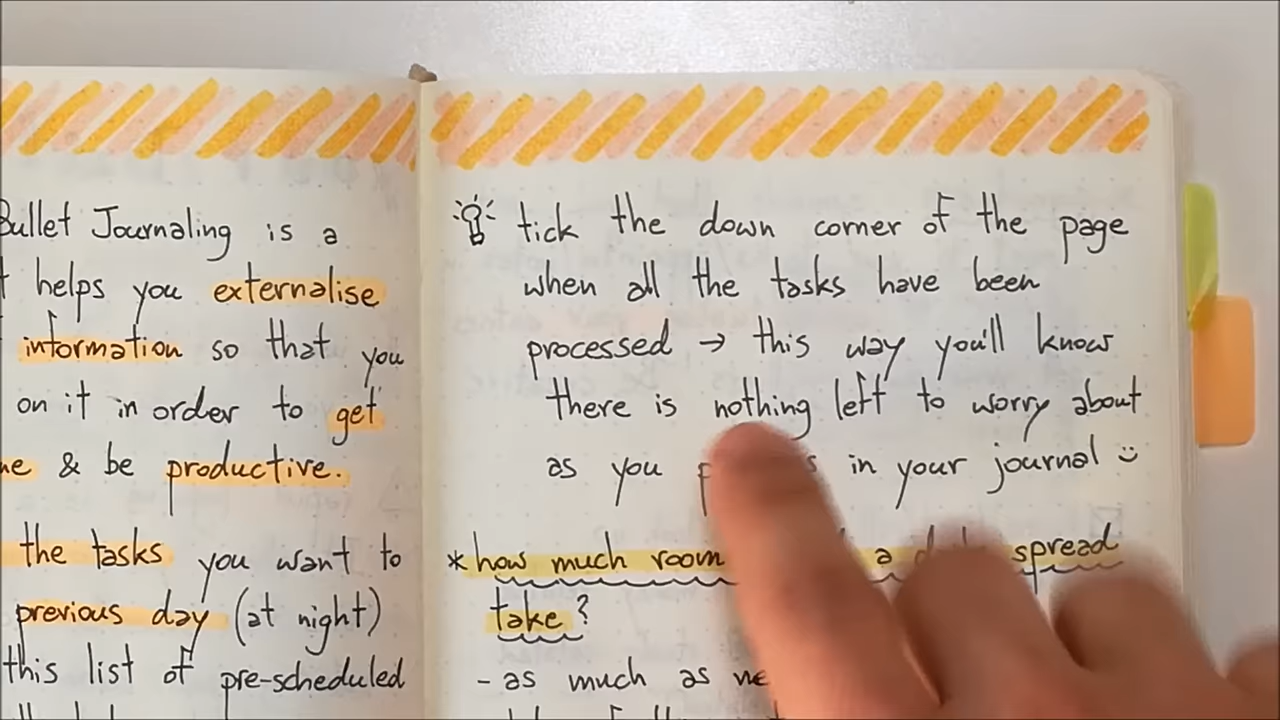 Bullet Journaling is a
helps you externalise
information so that you
on it in order to get
& be productive.
the tasks you want to
previous day (at night)
this list of pre-scheduled
tick the down corner of the page
when all the tasks have been
processed → this way you'll know
there is nothing left to worry about
as you in your journal
*how much room a spread
take?
- as much as